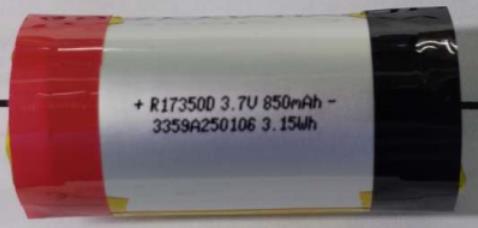 + R17350D 3.7V 850mAh -
3359A250106 3.15Wh